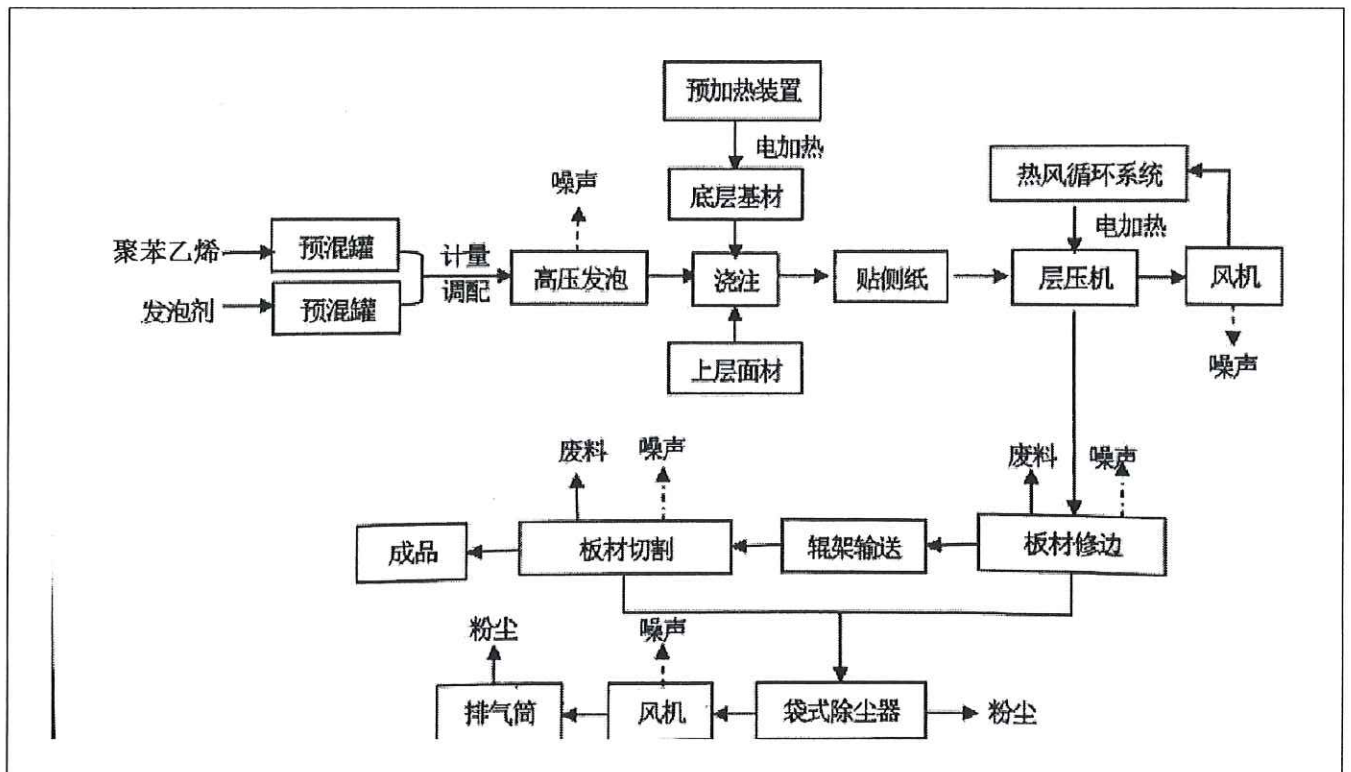 预加热装置
电加热
热风循环系统
噪声
底层基材
电加热
聚苯乙烯
预混罐
计量
调配
高压发泡
浇注
贴侧纸
层压机
风机
发泡剂
预混罐
上层面材
噪声
废料
噪声
废料
噪声
成品
板材切割
辊架输送
板材修边
粉尘
噪声
排气筒
风机
袋式除尘器
粉尘